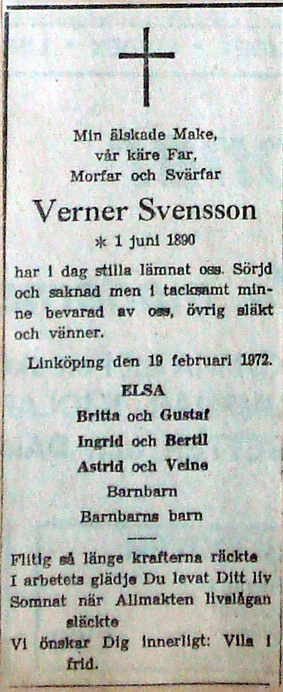 Min älskade Make,
vår käre Far,
Morfar och Svärfar
Verner Svensson
* 1 juni 1890
har i dag stilla lämnat oss. Sörjd
och saknad men i tacksamt min-
ne bevarad av oss, övrig släkt
och vänner.
Linköping den 19 februari 1972.
ELSA
Britta och Gustaf
Ingrid och Bertil
Astrid och Veine
Barnbarn
Barnbarns barn
Flitig så länge krafterna räckte
I arbetets glädje Du levat Ditt liv
Somnat när Allmakten livslågan
släckte
Vi önskar Dig innerligt: Vila i
frid.